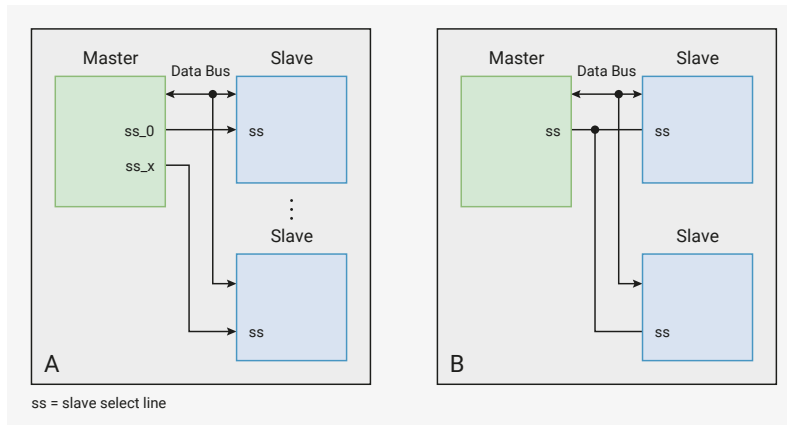 Master
Data Bus
Slave
ss_0
ss
ss_x
Slave
ss
A
Master
Data Bus
Slave
ss
ss
Slave
ss
B
ss = slave select line